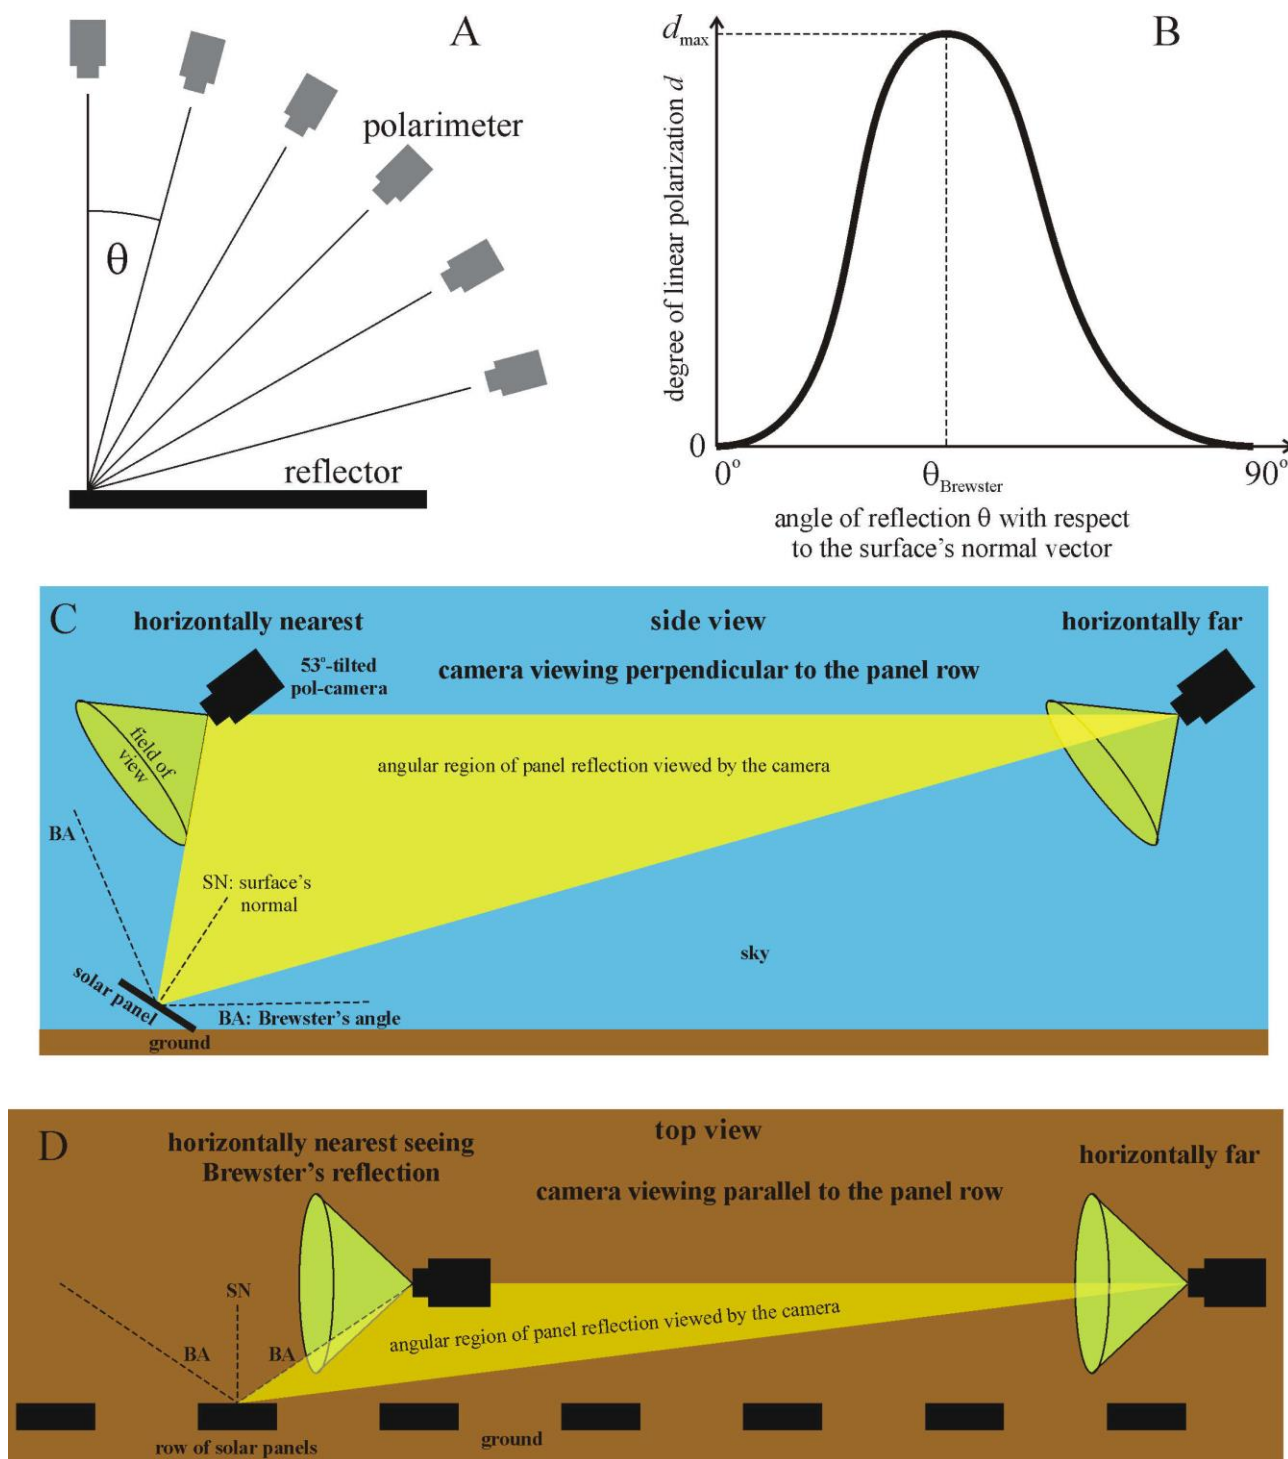 A
polarimeter
θ
reflector
B
d max
degree of linear polarization d
0
0°
θBrewster
90°
angle of reflection θ with respect
to the surface's normal vector
C
horizontally nearest
side view
horizontally far
53°-tilted
pol-camera
camera viewing perpendicular to the panel row
field of
view
angular region of panel reflection viewed by the camera
BA
SN: surface's
normal
sky
solar panel
BA: Brewster's angle
ground
D
horizontally nearest seeing
Brewster's reflection
top view
horizontally far
camera viewing parallel to the panel row
SN
angular region of panel reflection viewed by the camera
BA
BA
row of solar panels
ground